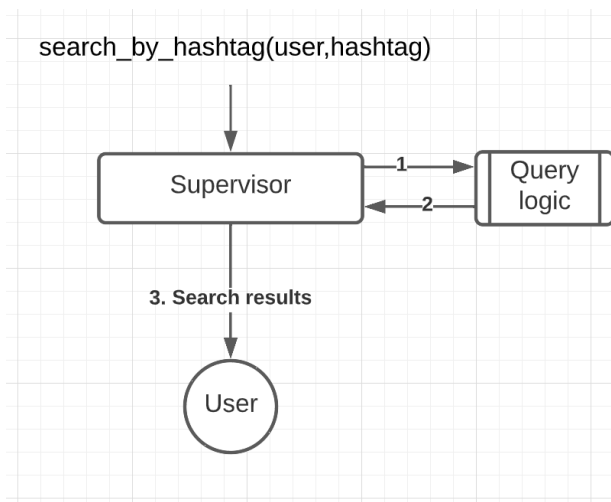 search_by_hashtag(user,hashtag)
Supervisor
1
Query
logic
2
3. Search results
User